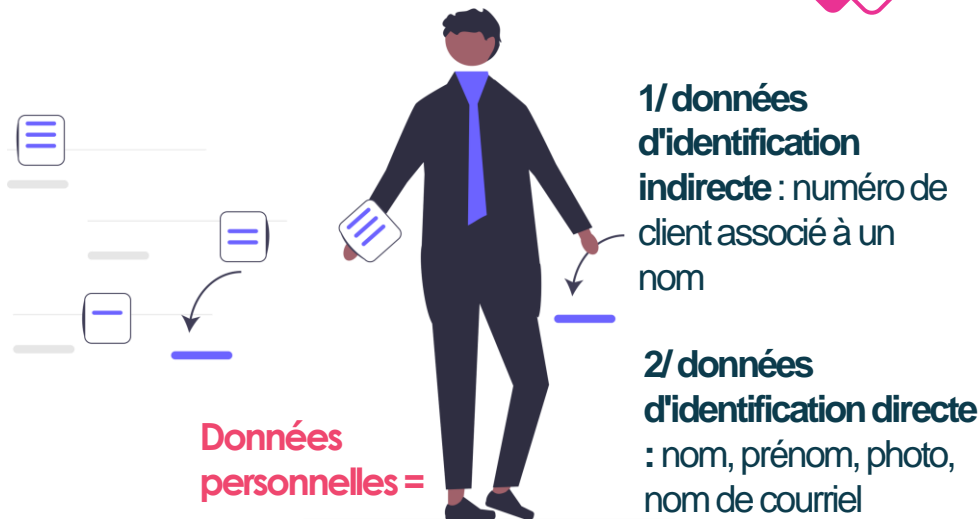 Données
personnelles =
1/ données
d'identification
indirecte : numéro de
client associé à un
nom
2/ données
d'identification directe
: nom, prénom, photo,
nom de courriel